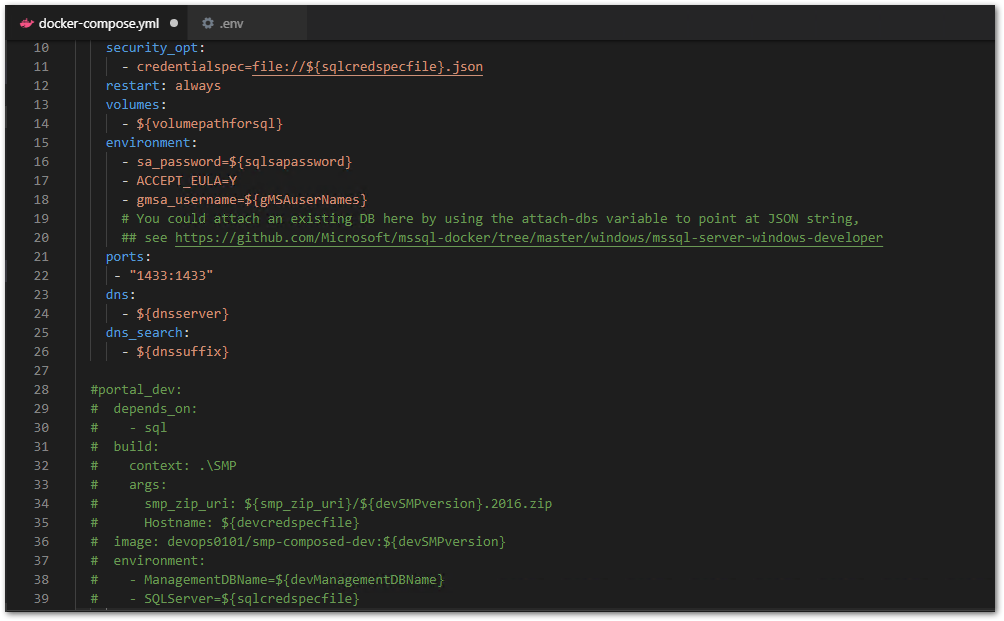 docker-compose.yml ● .env
10 security_opt:
11 - credentialspec=file://${sqlcredspecfile}.json
12 restart: always
13 volumes:
14 - ${volumepathforsql}
15 environment:
16 - sa_password=${sqlsapassword}
17 - ACCEPT_EULA=Y
18 - gmsa_username=${gMSAuserNames}
19 # You could attach an existing DB here by using the attach-dbs variable to point at JSON string,
20 ## see https://github.com/Microsoft/mssql-docker/tree/master/windows/mssql-server-windows-developer
21 ports:
22 - "1433:1433"
23 dns:
24 - ${dnsserver}
25 dns_search:
26 - ${dnssuffix}
27
28 #portal_dev:
29 # depends_on:
30 # - sql
31 # build:
32 # context: .\SMP
33 # args:
34 # smp_zip_uri: ${smp_zip_uri}/${devSMPversion}.2016.zip
35 # Hostname: ${devcredspecfile}
36 # image: devops0101/smp-composed-dev:${devSMPversion}
37 # environment:
38 # - ManagementDBName=${devManagementDBName}
39 # - SQLServer=${sqlcredspecfile}